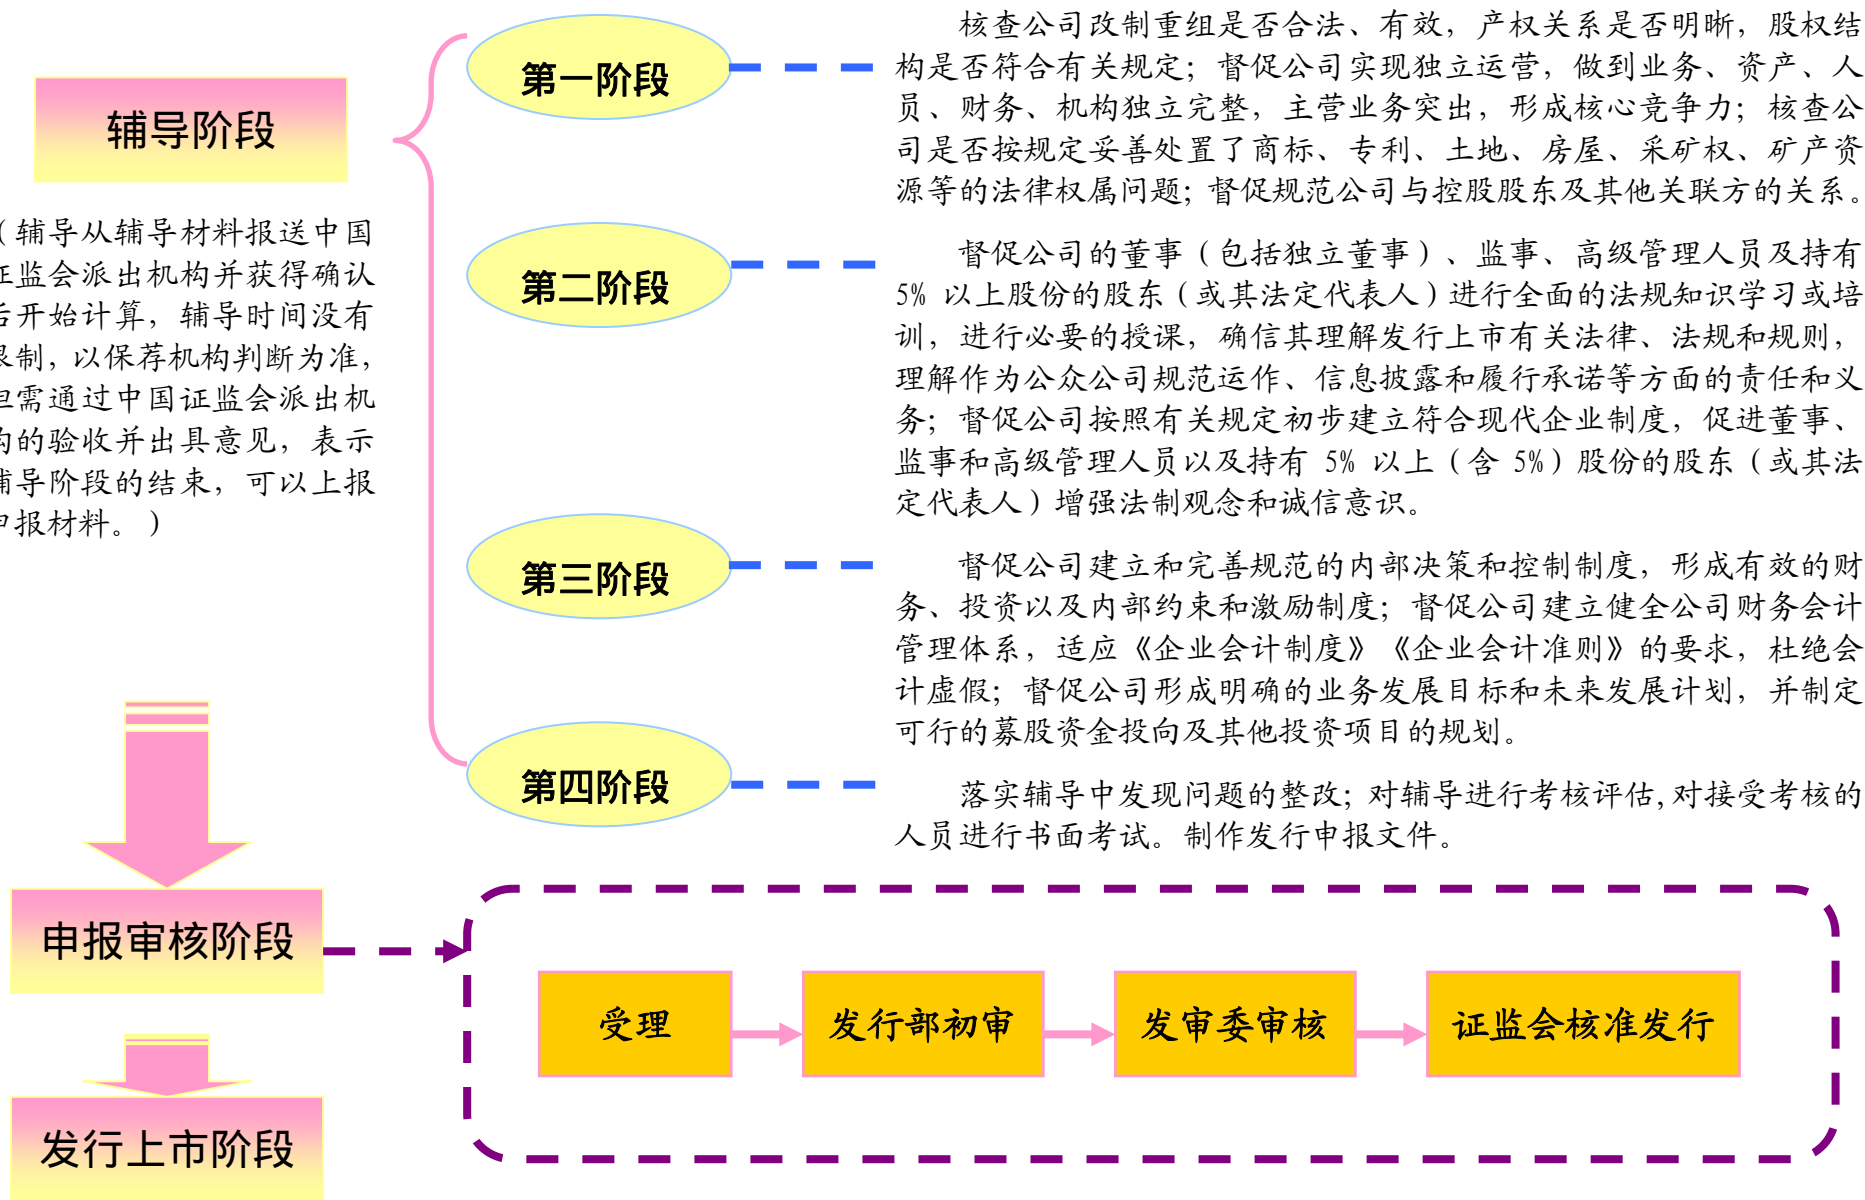 辅导阶段
（辅导从辅导材料报送中国
证监会派出机构并获得确认
后开始计算，辅导时间没有
限制，以保荐机构判断为准，
但需通过中国证监会派出机
构的验收并出具意见，表示
辅导阶段的结束，可以上报
申报材料。）
第一阶段
核查公司改制重组是否合法、有效，产权关系是否明晰，股权结
构是否符合有关规定；督促公司实现独立运营，做到业务、资产、人
员、财务、机构独立完整，主营业务突出，形成核心竞争力；核查公
司是否按规定妥善处置了商标、专利、土地、房屋、采矿权、矿产资
源等的法律权属问题；督促规范公司与控股股东及其他关联方的关系。
第二阶段
督促公司的董事（包括独立董事）、监事、高级管理人员及持有
5% 以上股份的股东（或其法定代表人）进行全面的法规知识学习或培
训，进行必要的授课，确信其理解发行上市有关法律、法规和规则，
理解作为公众公司规范运作、信息披露和履行承诺等方面的责任和义
务；督促公司按照有关规定初步建立符合现代企业制度，促进董事、
监事和高级管理人员以及持有 5% 以上（含 5%）股份的股东（或其法
定代表人）增强法制观念和诚信意识。
第三阶段
督促公司建立和完善规范的内部决策和控制制度，形成有效的财
务、投资以及内部约束和激励制度；督促公司建立健全公司财务会计
管理体系，适应《企业会计制度》《企业会计准则》的要求，杜绝会
计虚假；督促公司形成明确的业务发展目标和未来发展计划，并制定
可行的募股资金投向及其他投资项目的规划。
第四阶段
落实辅导中发现问题的整改；对辅导进行考核评估，对接受考核的
人员进行书面考试。制作发行申报文件。
申报审核阶段
受理
发行部初审
发审委审核
证监会核准发行
发行上市阶段